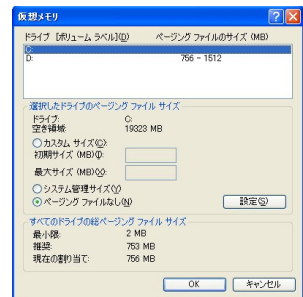 仮想メモリ
ドライブ [ボリューム ラベル](D) ページング ファイルのサイズ (MB)
C:
D: 756 - 1512
選択したドライブのページング ファイル サイズ
ドライブ: C:
空き領域: 19323 MB
カスタム サイズ(C):
初期サイズ (MB)(I):
最大サイズ (MB)(X):
システム管理サイズ(Y)
ページング ファイルなし(N) 設定(S)
すべてのドライブの総ページング ファイル サイズ
最小限: 2 MB
推奨: 753 MB
現在の割り当て: 756 MB
OK キャンセル